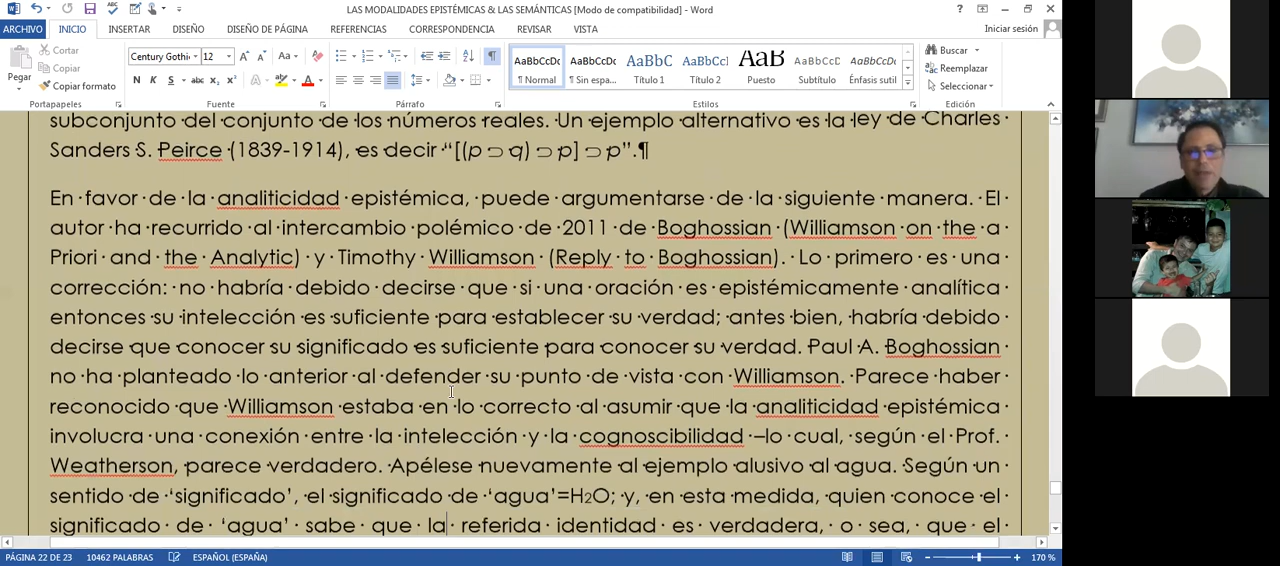 LAS MODALIDADES EPISTÉMICAS & LAS SEMÁNTICAS [Modo de compatibilidad] - Word
ARCHIVO INICIO INSERTAR DISEÑO DISEÑO DE PÁGINA REFERENCIAS CORRESPONDENCIA REVISAR VISTA Iniciar sesión
Pegar
Cortar
Copiar
Copiar formato
Portapapeles
Century Gothi 12
N K S abc x₂ x²
Fuente
Párrafo
AaBbCcDc AaBbCcDc AaBbC AaBbCcl AaB AaBbCcC AaBbCcDc
¶ Normal ¶ Sin espa... Título 1 Título 2 Puesto Subtítulo Énfasis sutil
Estilos
Buscar
Reemplazar
Seleccionar
Edición
subconjunto del conjunto de los números reales. Un ejemplo alternativo es la ley de Charles
Sanders S. Peirce (1839-1914), es decir “[(p ⊃ q) ⊃ p] ⊃ p”.¶
En favor de la analiticidad epistémica, puede argumentarse de la siguiente manera. El
autor ha recurrido al intercambio polémico de 2011 de Boghossian (Williamson on the a
Priori and the Analytic) y Timothy Williamson (Reply to Boghossian). Lo primero es una
corrección: no habría debido decirse que si una oración es epistémicamente analítica
entonces su intelección es suficiente para establecer su verdad; antes bien, habría debido
decirse que conocer su significado es suficiente para conocer su verdad. Paul A. Boghossian
no ha planteado lo anterior al defender su punto de vista con Williamson. Parece haber
reconocido que Williamson estaba en lo correcto al asumir que la analiticidad epistémica
involucra una conexión entre la intelección y la cognoscibilidad –lo cual, según el Prof.
Weatherson, parece verdadero. Apélese nuevamente al ejemplo alusivo al agua. Según un
sentido de ‘significado’, el significado de ‘agua’=H2O; y, en esta medida, quien conoce el
significado de ‘agua’ sabe que la referida identidad es verdadera, o sea, que el
PÁGINA 22 DE 23 10462 PALABRAS ESPAÑOL (ESPAÑA) 170 %